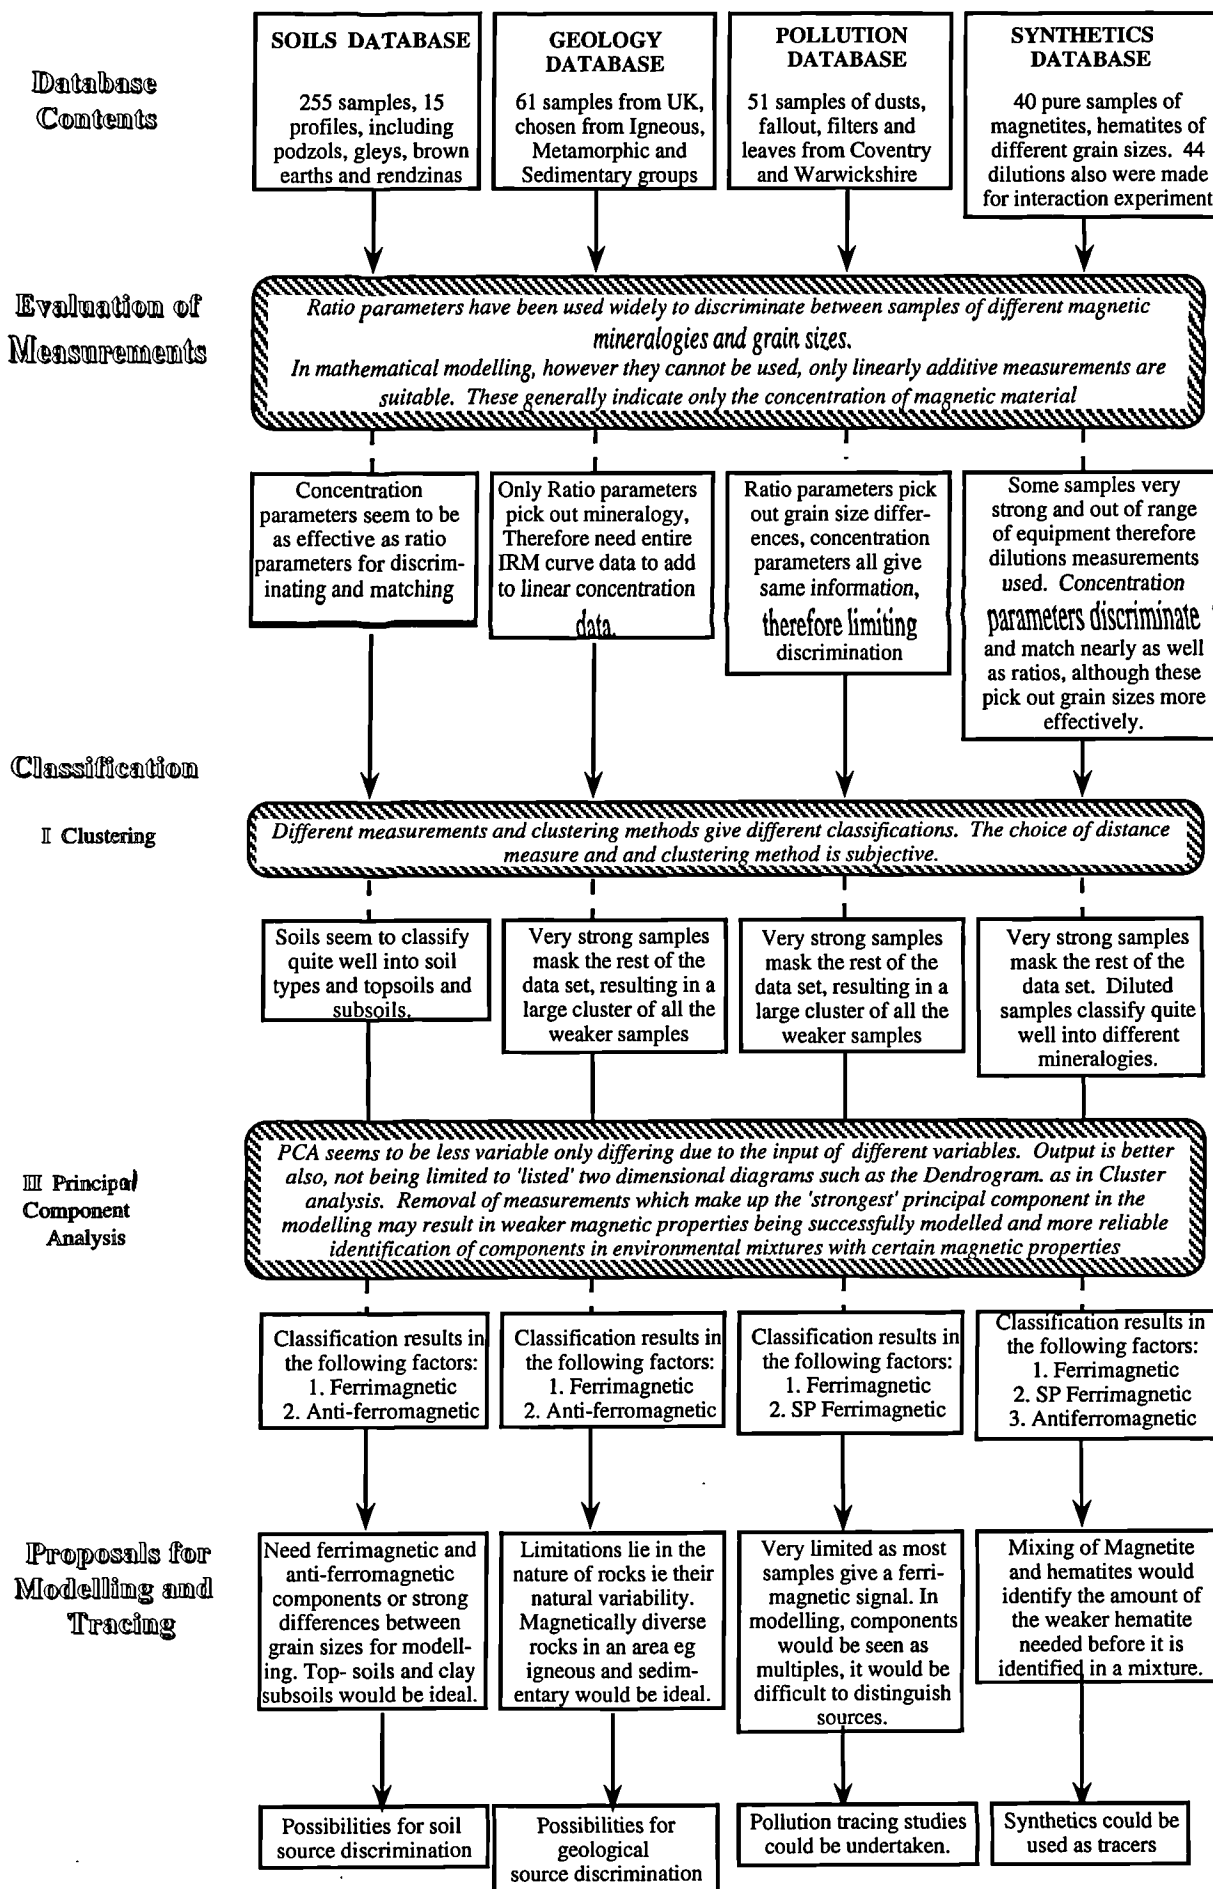 Database
Contents
SOILS DATABASE
255 samples, 15
profiles, including
podzols, gleys, brown
earths and rendzinas
GEOLOGY
DATABASE
61 samples from UK,
chosen from Igneous,
Metamorphic and
Sedimentary groups
POLLUTION
DATABASE
51 samples of dusts,
fallout, filters and
leaves from Coventry
and Warwickshire
SYNTHETICS
DATABASE
40 pure samples of
magnetites, hematites of
different grain sizes. 44
dilutions also were made
for interaction experiment
Evaluation of
Measurements
Ratio parameters have been used widely to discriminate between samples of different magnetic
mineralogies and grain sizes.
In mathematical modelling, however they cannot be used, only linearly additive measurements are
suitable. These generally indicate only the concentration of magnetic material
Concentration
parameters seem to be
as effective as ratio
parameters for discrim-
inating and matching
Only Ratio parameters
pick out mineralogy,
Therefore need entire
IRM curve data to add
to linear concentration
data.
Ratio parameters pick
out grain size differ-
ences, concentration
parameters all give
same information,
therefore limiting
discrimination
Some samples very
strong and out of range
of equipment therefore
dilutions measurements
used. Concentration
parameters discriminate
and match nearly as well
as ratios, although these
pick out grain sizes more
effectively.
Classification
I Clustering
Different measurements and clustering methods give different classifications. The choice of distance
measure and and clustering method is subjective.
Soils seem to classify
quite well into soil
types and topsoils and
subsoils.
Very strong samples
mask the rest of the
data set, resulting in a
large cluster of all the
weaker samples
Very strong samples
mask the rest of the
data set, resulting in a
large cluster of all the
weaker samples
Very strong samples
mask the rest of the
data set. Diluted
samples classify quite
well into different
mineralogies.
II Principal
Component
Analysis
PCA seems to be less variable only differing due to the input of different variables. Output is better
also, not being limited to 'listed' two dimensional diagrams such as the Dendrogram. as in Cluster
analysis. Removal of measurements which make up the 'strongest' principal component in the
modelling may result in weaker magnetic properties being successfully modelled and more reliable
identification of components in environmental mixtures with certain magnetic properties
Classification results in
the following factors:
1. Ferrimagnetic
2. Anti-ferromagnetic
Classification results in
the following factors:
1. Ferrimagnetic
2. Anti-ferromagnetic
Classification results in
the following factors:
1. Ferrimagnetic
2. SP Ferrimagnetic
Classification results in
the following factors:
1. Ferrimagnetic
2. SP Ferrimagnetic
3. Antiferromagnetic
Proposals for
Modelling and
Tracing
Need ferrimagnetic and
anti-ferromagnetic
components or strong
differences between
grain sizes for modell-
ing. Top- soils and clay
subsoils would be ideal.
Limitations lie in the
nature of rocks ie their
natural variability.
Magnetically diverse
rocks in an area eg
igneous and sedim-
entary would be ideal.
Very limited as most
samples give a ferri-
magnetic signal. In
modelling, components
would be seen as
multiples, it would be
difficult to distinguish
sources.
Mixing of Magnetite
and hematites would
identify the amount of
the weaker hematite
needed before it is
identified in a mixture.
Possibilities for soil
source discrimination
Possibilities for
geological
source discrimination
Pollution tracing studies
could be undertaken.
Synthetics could be
used as tracers